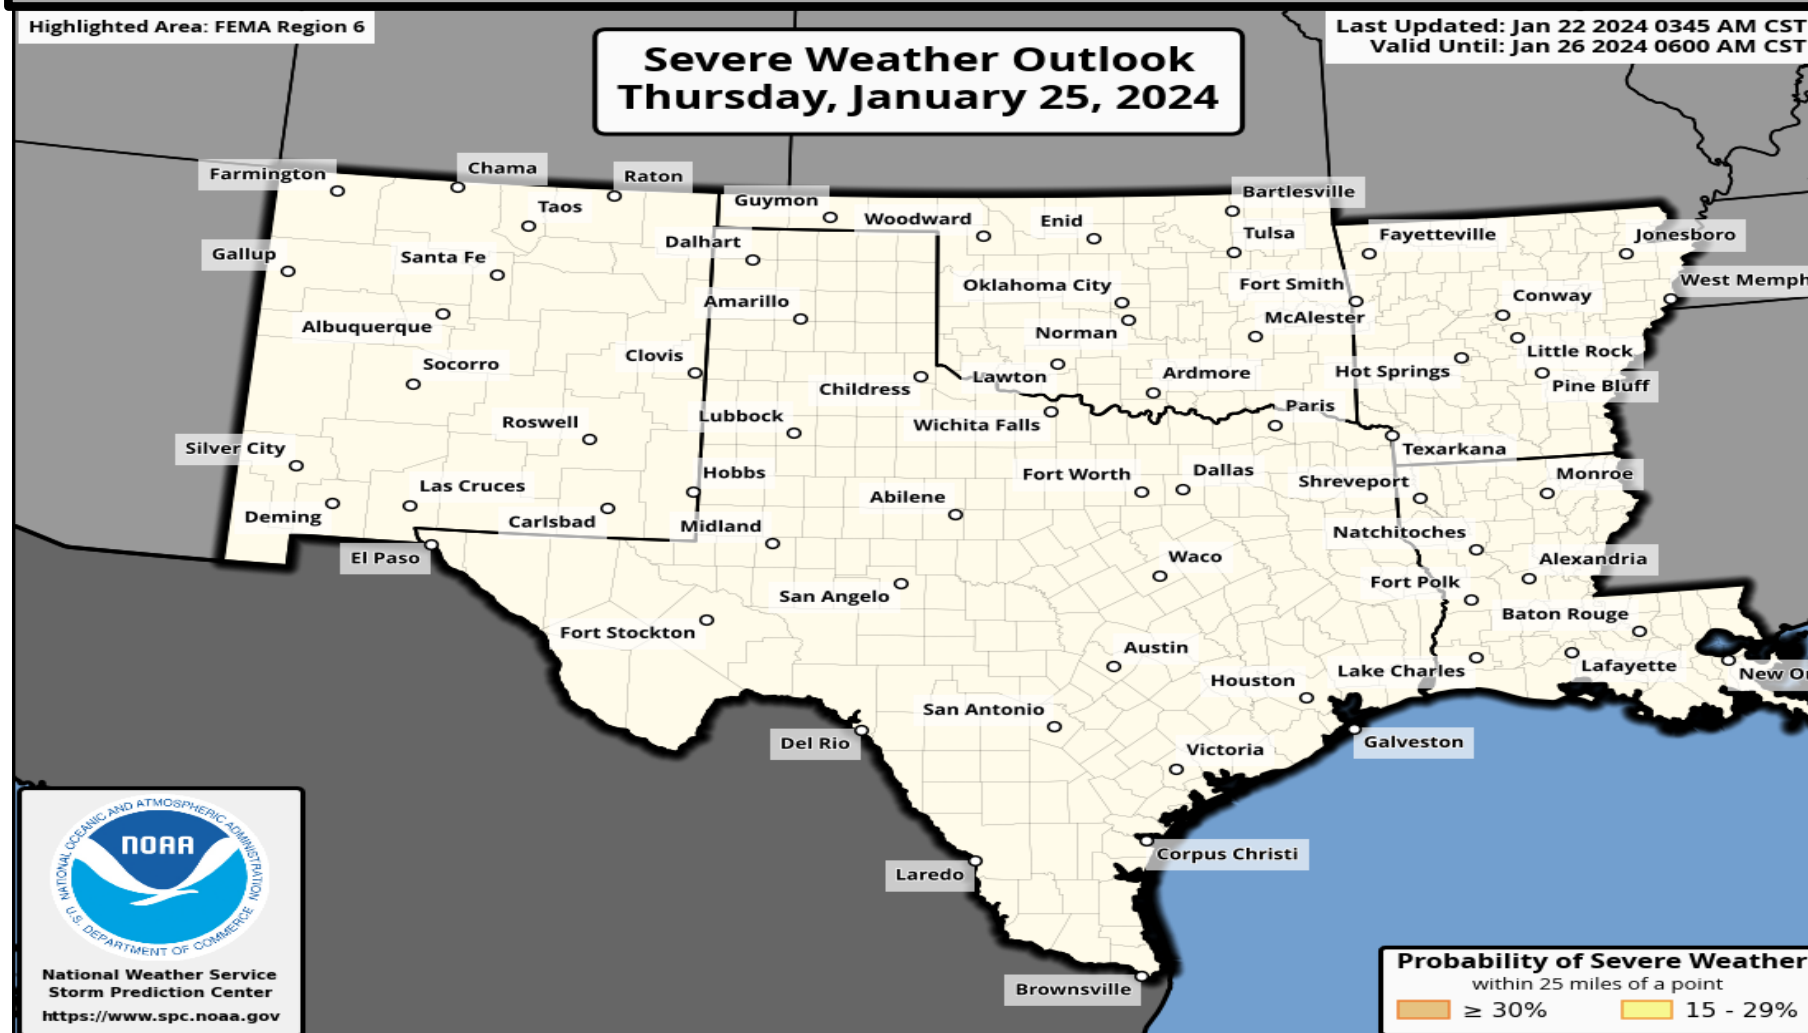 Highlighted Area: FEMA Region 6
Severe Weather Outlook
Thursday, January 25, 2024
Last Updated: Jan 22 2024 0345 AM CST
Valid Until: Jan 26 2024 0600 AM CST
Farmington
Chama
Raton
Taos
Guymon
Woodward
Enid
Bartlesville
Tulsa
Fayetteville
Jonesboro
Gallup
Santa Fe
Dalhart
Oklahoma City
Fort Smith
Conway
West Memph
Albuquerque
Amarillo
Norman
McAlester
Little Rock
Socorro
Clovis
Childress
Lawton
Ardmore
Hot Springs
Pine Bluff
Roswell
Lubbock
Wichita Falls
Paris
Texarkana
Silver City
Las Cruces
Hobbs
Abilene
Fort Worth
Dallas
Shreveport
Monroe
Deming
Carlsbad
Midland
Natchitoches
El Paso
San Angelo
Waco
Fort Polk
Alexandria
Fort Stockton
Austin
Baton Rouge
San Antonio
Houston
Lake Charles
Lafayette
New Or
Del Rio
Victoria
Galveston
Laredo
Corpus Christi
Brownsville
NATIONAL OCEANIC AND ATMOSPHERIC ADMINISTRATION
NOAA
U.S. DEPARTMENT OF COMMERCE
National Weather Service
Storm Prediction Center
https://www.spc.noaa.gov
Probability of Severe Weather
within 25 miles of a point
≥ 30%
15 - 29%